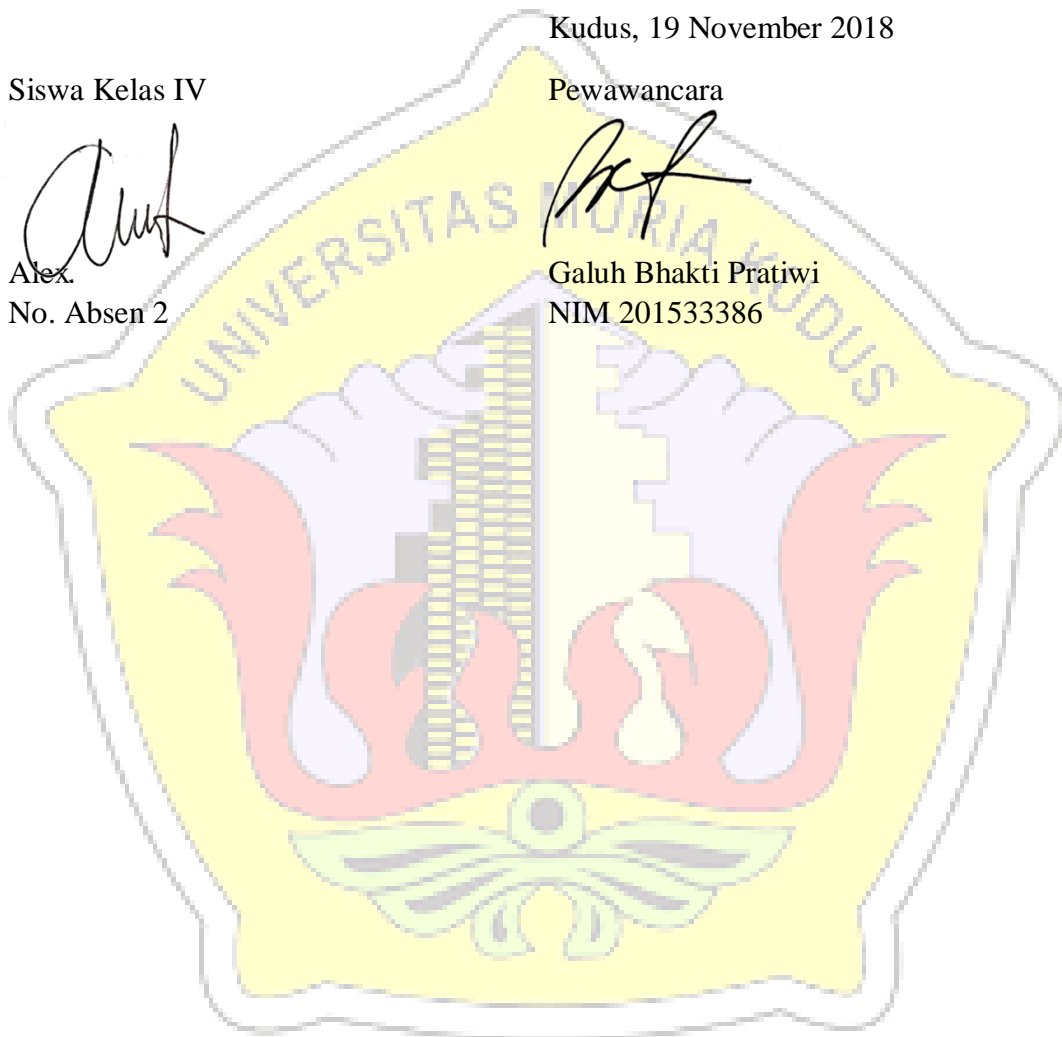 Kudus, 19 November 2018
Siswa Kelas IV
Pewawancara
UNIVERSITAS MURIA KUDUS
Alex.
Galuh Bhakti Pratiwi
No. Absen 2
NIM 201533386